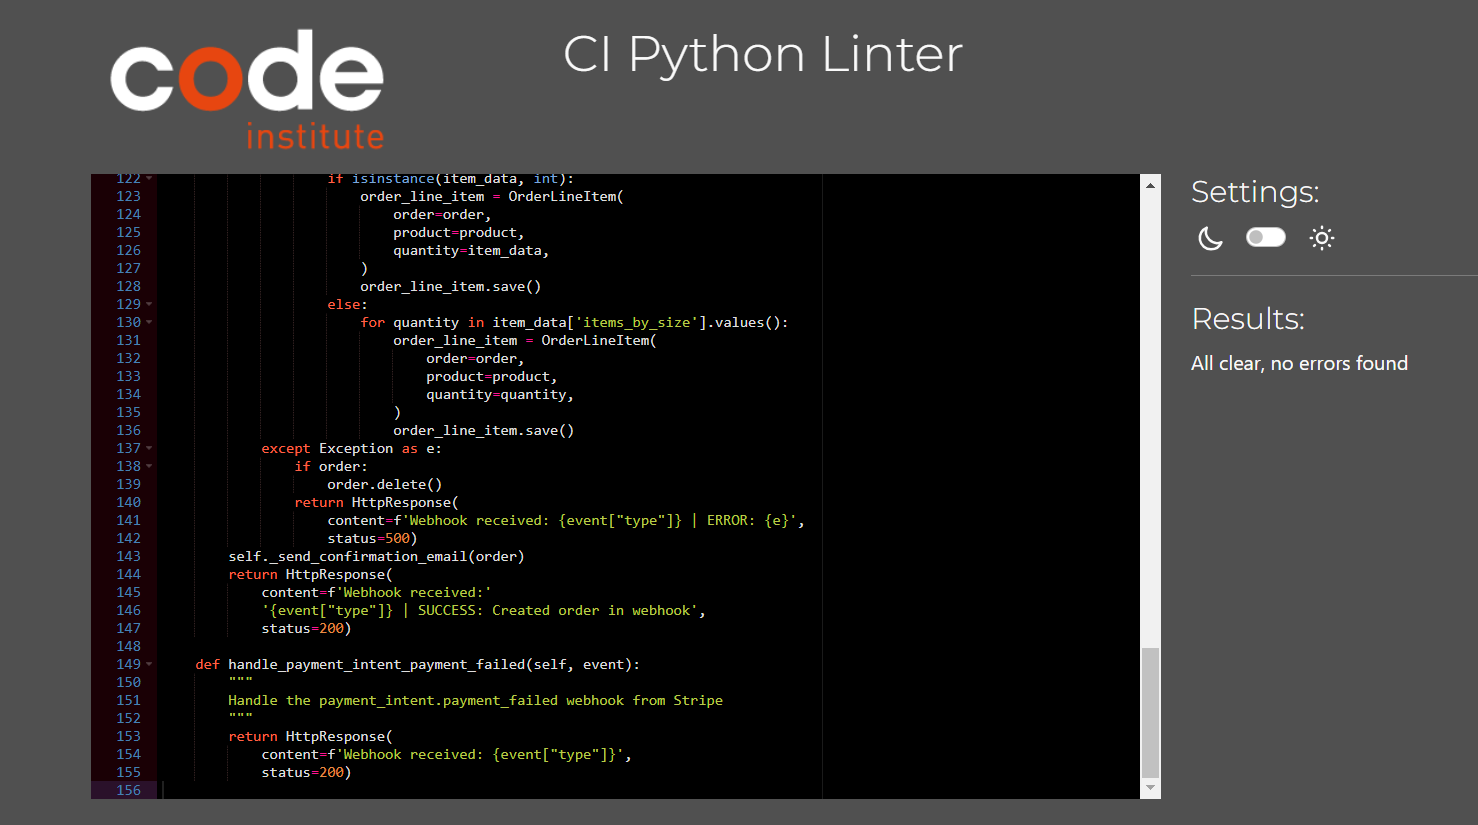 code
institute
CI Python Linter
122 if isinstance(item_data, int):
123 order_line_item = OrderLineItem(
124 order=order,
125 product=product,
126 quantity=item_data,
127 )
128 order_line_item.save()
129 else:
130 for quantity in item_data['items_by_size'].values():
131 order_line_item = OrderLineItem(
132 order=order,
133 product=product,
134 quantity=quantity,
135 )
136 order_line_item.save()
137 except Exception as e:
138 if order:
139 order.delete()
140 return HttpResponse(
141 content=f'Webhook received: {event["type"]} | ERROR: {e}',
142 status=500)
143 self._send_confirmation_email(order)
144 return HttpResponse(
145 content=f'Webhook received:'
146 '{event["type"]} | SUCCESS: Created order in webhook',
147 status=200)
148
149 def handle_payment_intent_payment_failed(self, event):
150 """
151 Handle the payment_intent.payment_failed webhook from Stripe
152 """
153 return HttpResponse(
154 content=f'Webhook received: {event["type"]}',
155 status=200)
156
Settings:
Results:
All clear, no errors found